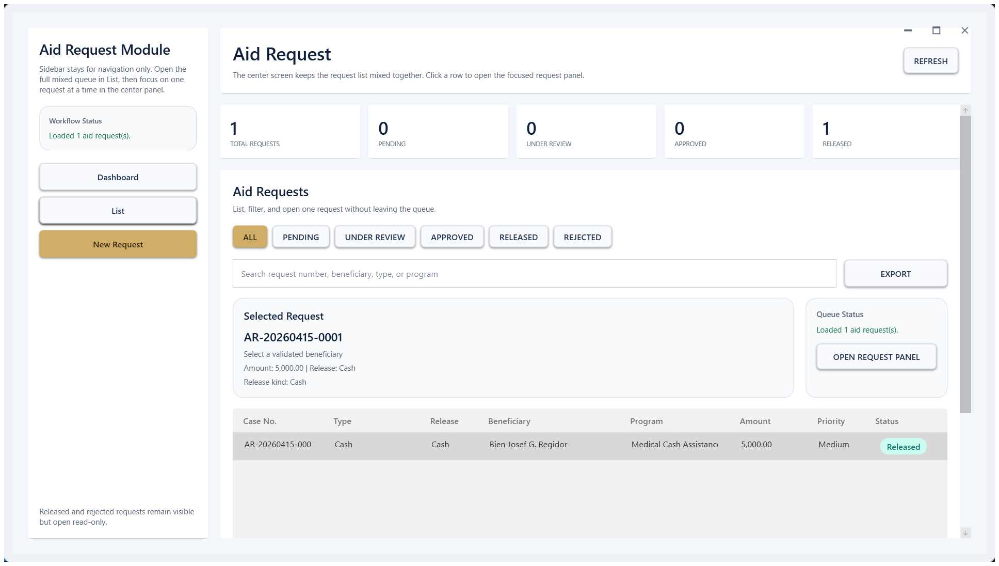 Aid Request Module
Sidebar stays for navigation only. Open the
full mixed queue in List, then focus on one
request at a time in the center panel.
Workflow Status
Loaded 1 aid request(s).
Dashboard
List
New Request
Released and rejected requests remain visible
but open read-only.
Aid Request
The center screen keeps the request list mixed together. Click a row to open the focused request panel.
REFRESH
1
TOTAL REQUESTS
0
PENDING
0
UNDER REVIEW
0
APPROVED
1
RELEASED
Aid Requests
List, filter, and open one request without leaving the queue.
ALL PENDING UNDER REVIEW APPROVED RELEASED REJECTED
Search request number, beneficiary, type, or program
EXPORT
Selected Request
AR-20260415-0001
Select a validated beneficiary
Amount: 5,000.00 | Release: Cash
Release kind: Cash
Queue Status
Loaded 1 aid request(s).
OPEN REQUEST PANEL
Case No. Type Release Beneficiary Program Amount Priority Status
AR-20260415-000 Cash Cash Bien Josef G. Regidor Medical Cash Assistanc 5,000.00 Medium Released